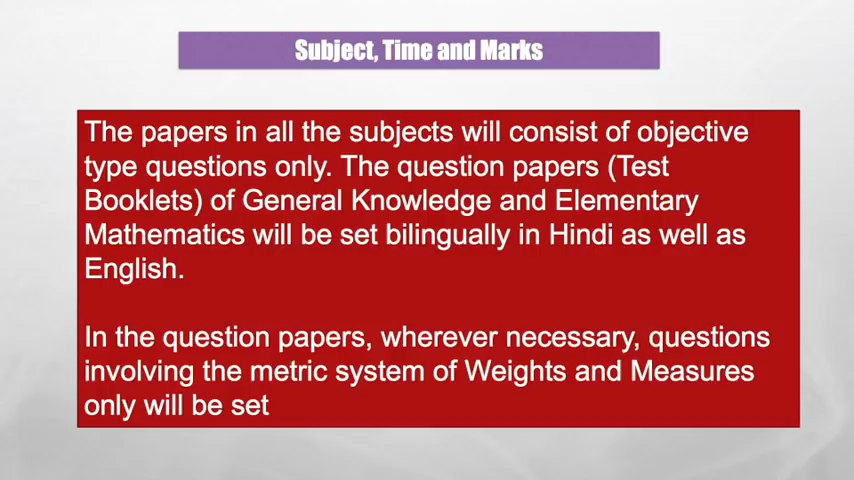 Subject, Time and Marks
The papers in all the subjects will consist of objective
type questions only. The question papers (Test
Booklets) of General Knowledge and Elementary
Mathematics will be set bilingually in Hindi as well as
English.
In the question papers, wherever necessary, questions
involving the metric system of Weights and Measures
only will be set